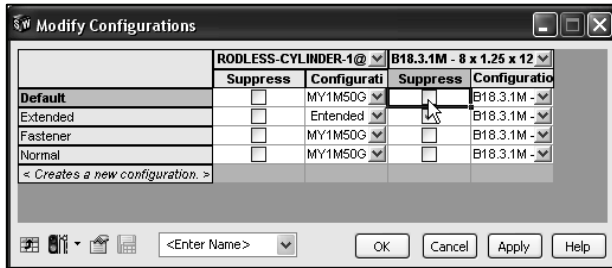 Modify Configurations
RODLESS-CYLINDER-1@ B18.3.1M - 8 x 1.25 x 12
Suppress Configurati Suppress Configuratio
Default MY1M50G B18.3.1M -
Extended Entended B18.3.1M -
Fastener MY1M50G B18.3.1M -
Normal MY1M50G B18.3.1M -
< Creates a new configuration. >
<Enter Name> OK Cancel Apply Help